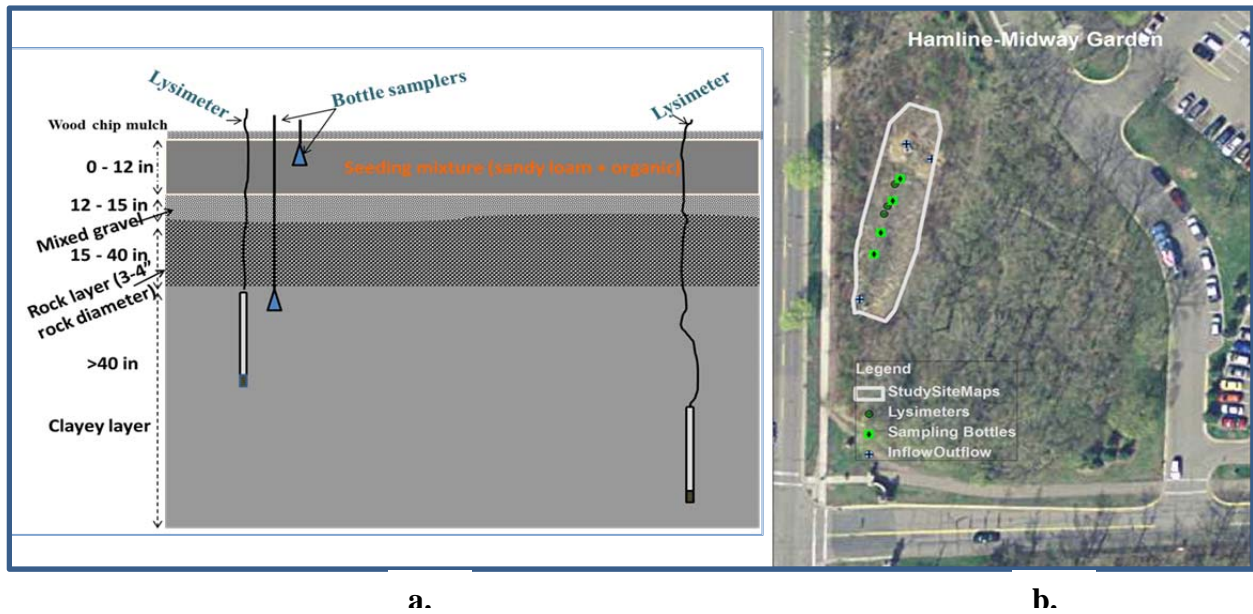 Lysimeter
Bottle samplers
Lysimeter
Wood chip mulch
0 - 12 in
Seeding mixture (sandy loam + organic)
12 - 15 in
Mixed gravel
15 - 40 in
Rock layer (3-4”
rock diameter)
>40 in
Clayey layer
Hamline-Midway Garden
Legend
StudySiteMaps
Lysimeters
Sampling Bottles
InflowOutflow
a.
b.